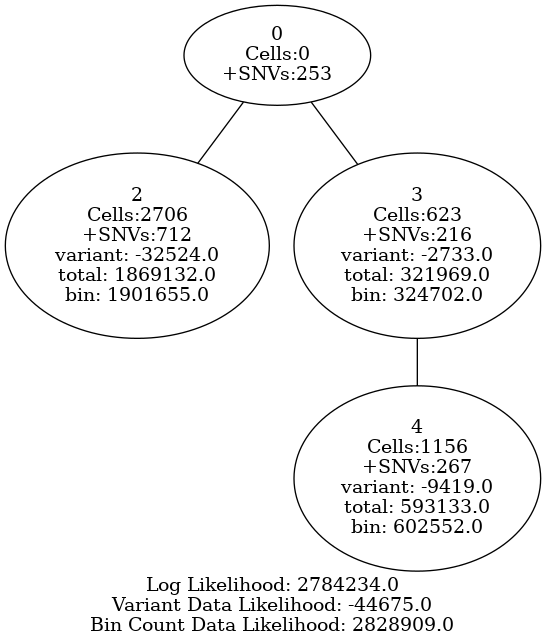 0
Cells:0
+SNVs:253
2
Cells:2706
+SNVs:712
variant: -32524.0
total: 1869132.0
bin: 1901655.0
3
Cells:623
+SNVs:216
variant: -2733.0
total: 321969.0
bin: 324702.0
4
Cells:1156
+SNVs:267
variant: -9419.0
total: 593133.0
bin: 602552.0
Log Likelihood: 2784234.0
Variant Data Likelihood: -44675.0
Bin Count Data Likelihood: 2828909.0